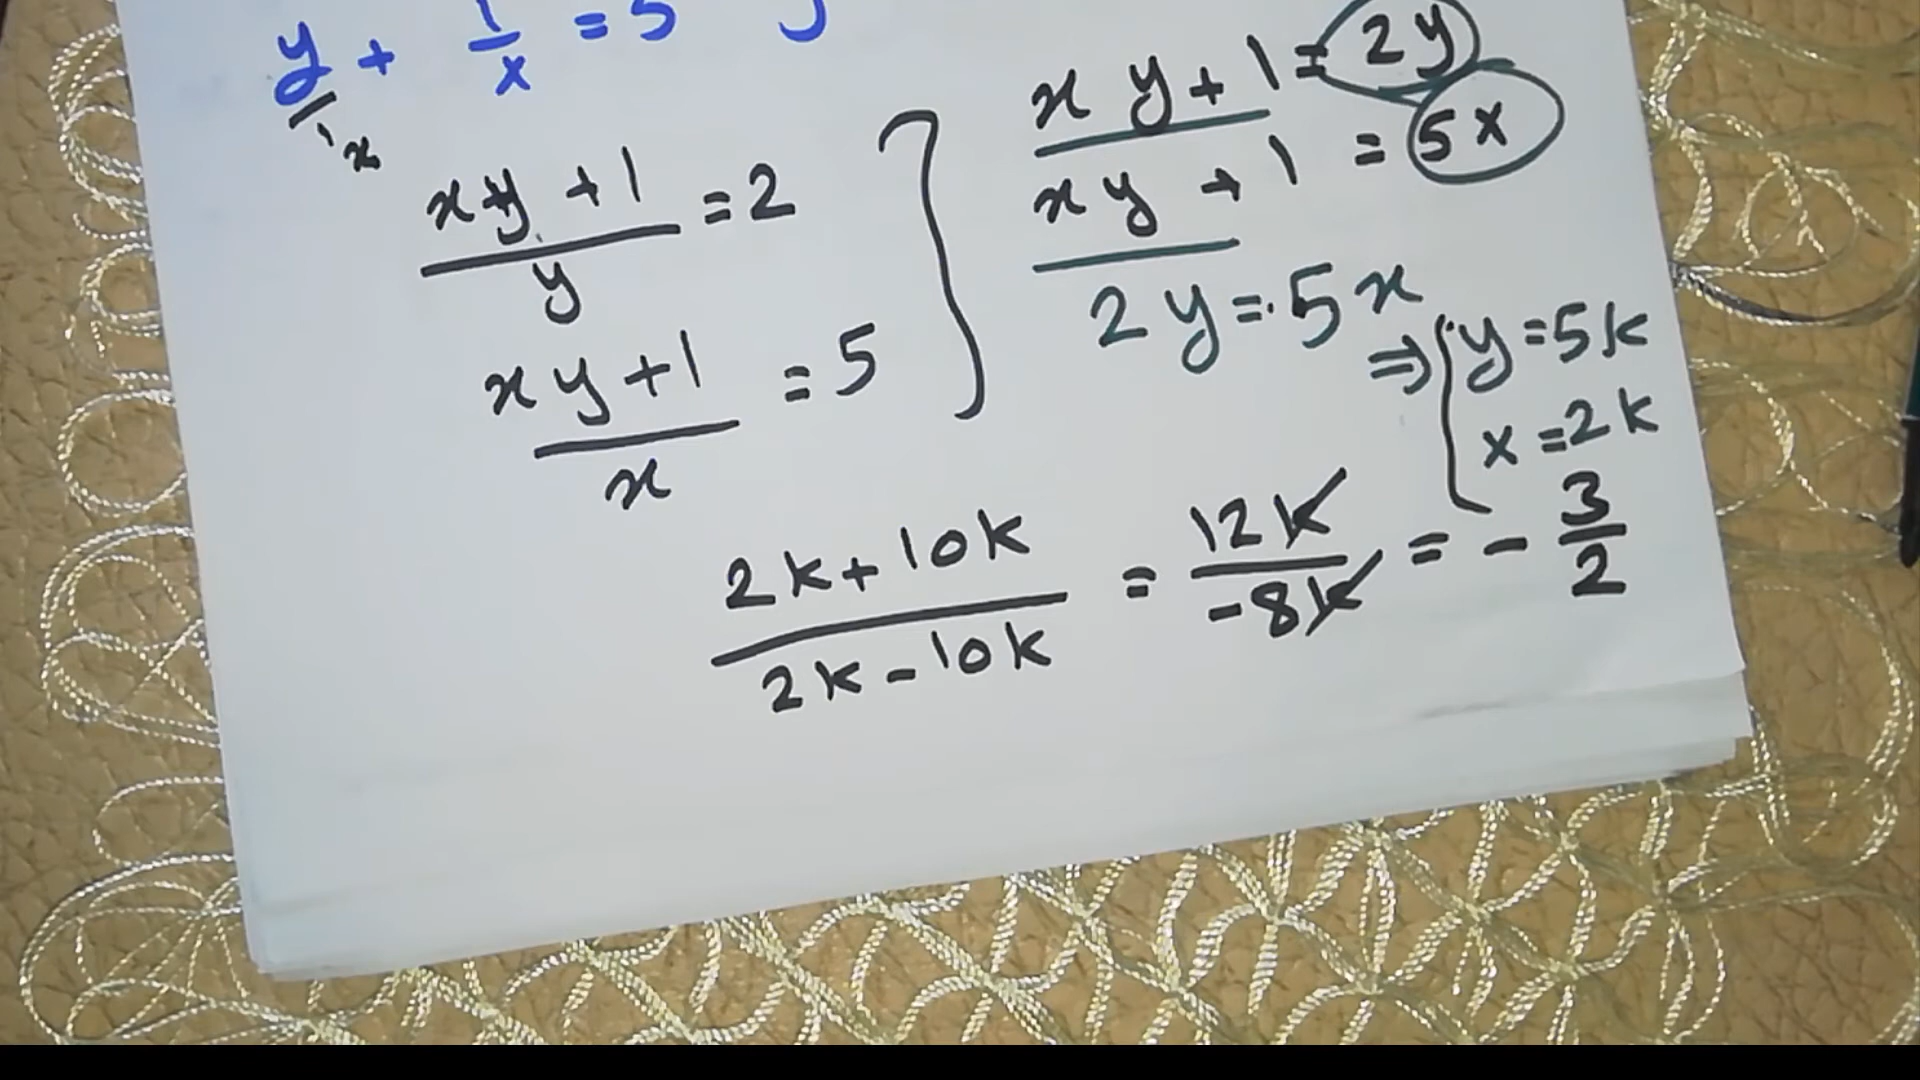 y/1 + 1/x = 5
x
(xy + 1)/y = 2
(xy + 1)/x = 5
xy + 1 = 2y
xy + 1 = 5x
2y = 5x
⇒ y = 5k
x = 2k
(2k + 10k)/(2k - 10k) = 12k/-8k = -3/2